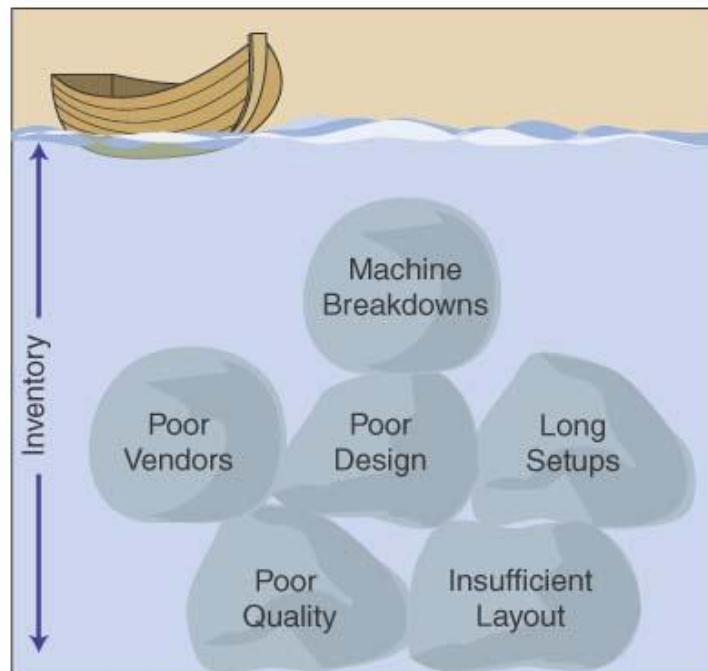 Machine
Breakdowns
Poor
Vendors
Poor
Design
Long
Setups
Inventory
Poor
Quality
Insufficient
Layout